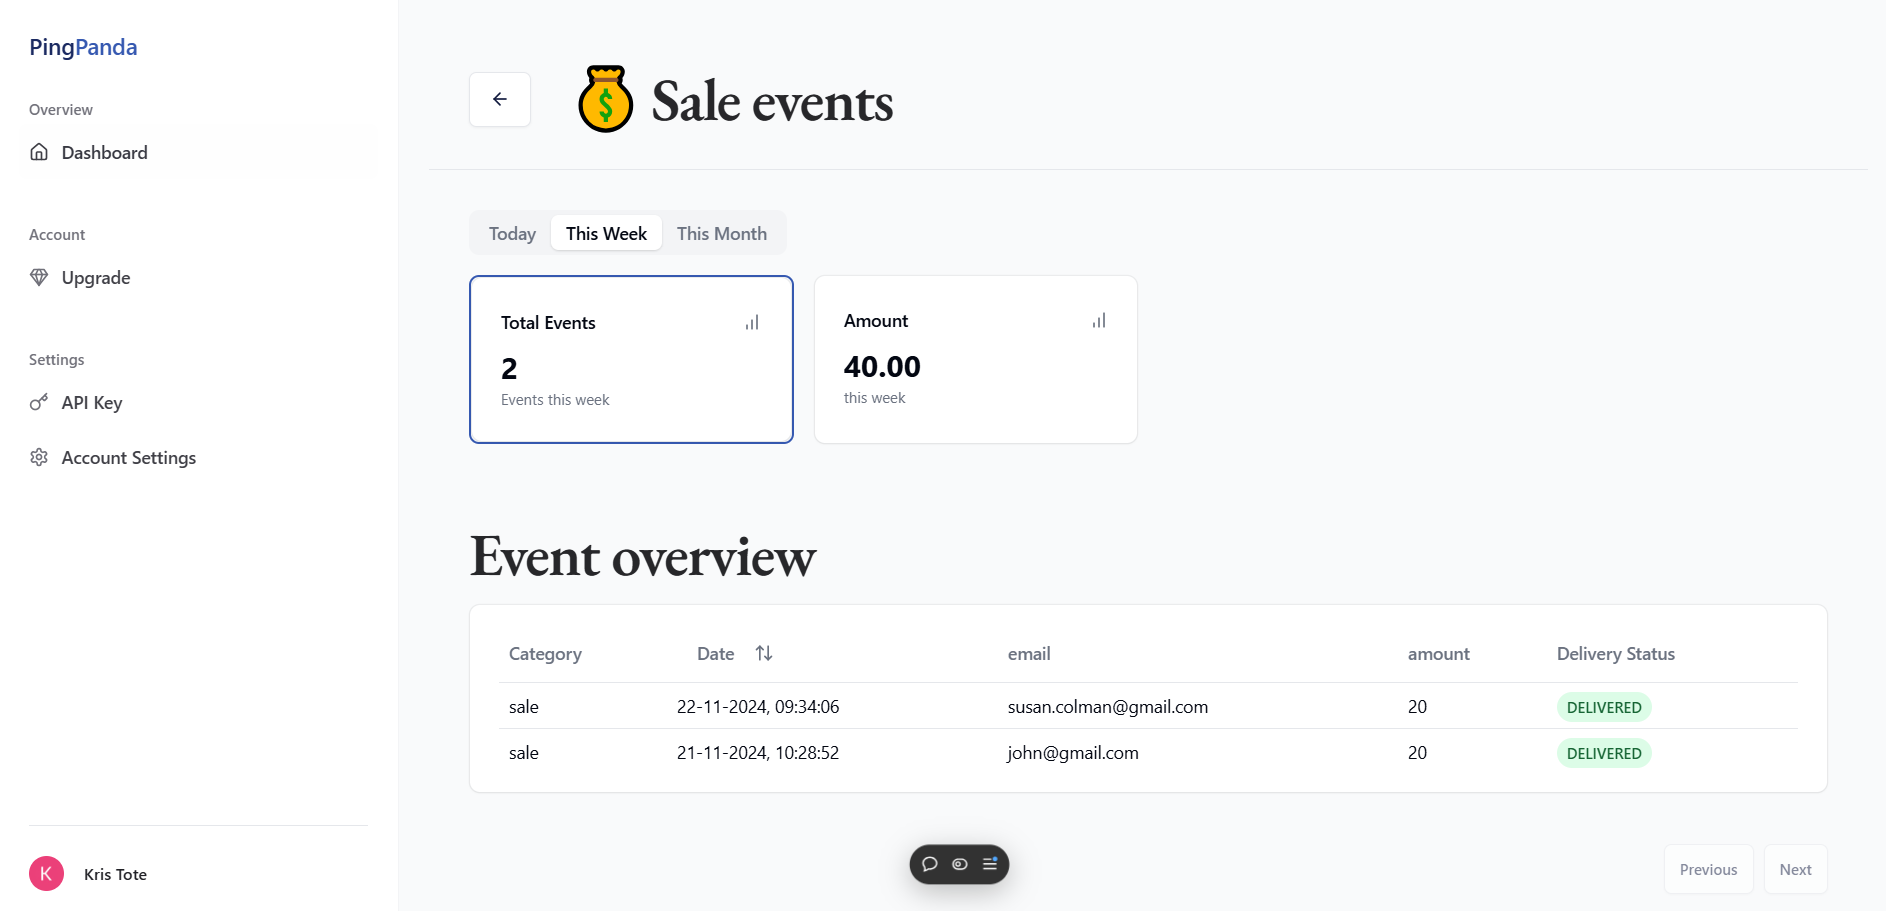 PingPanda
Overview
Dashboard
Account
Upgrade
Settings
API Key
Account Settings
Kris Tote
K
$ Sale events
Today This Week This Month
Total Events
2
Events this week
Amount
40.00
this week
Event overview
Category Date email amount Delivery Status
sale 22-11-2024, 09:34:06 susan.colman@gmail.com 20 DELIVERED
sale 21-11-2024, 10:28:52 john@gmail.com 20 DELIVERED
Previous Next